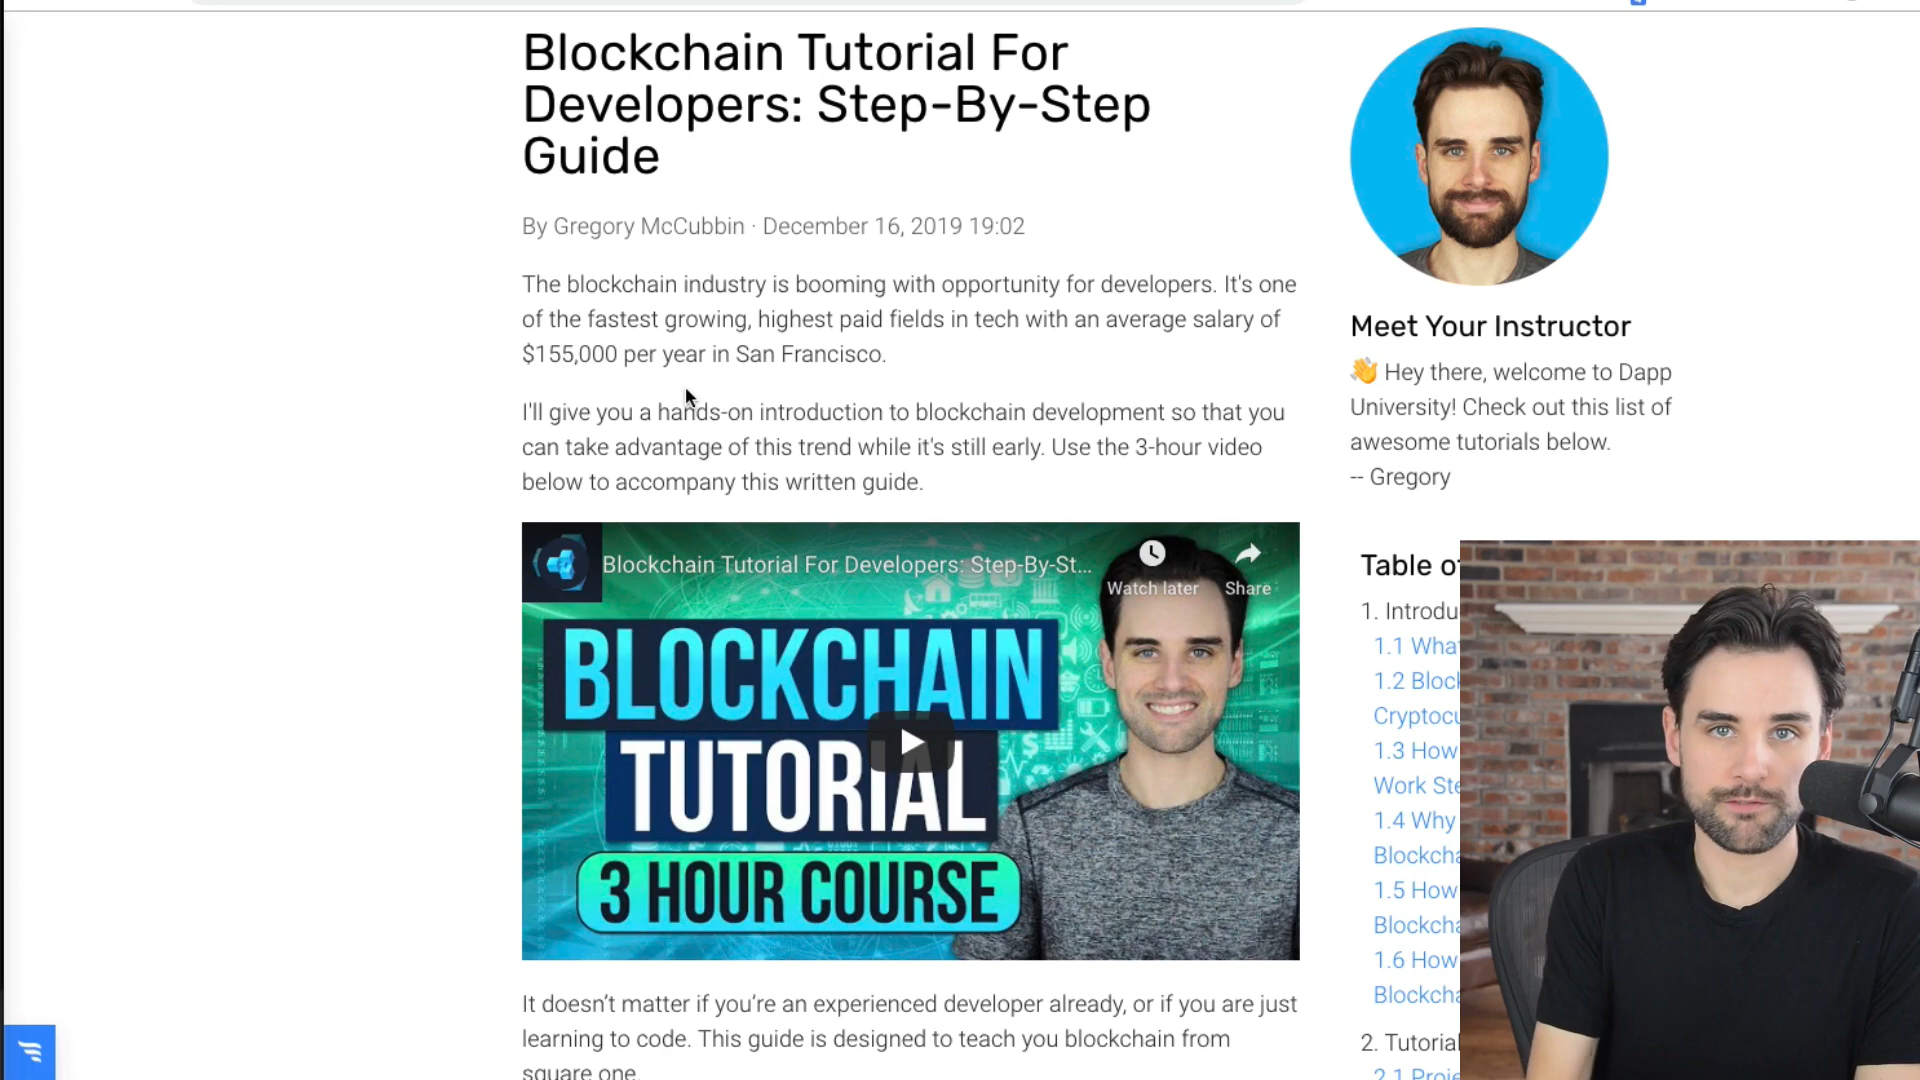 Blockchain Tutorial For
Developers: Step-By-Step
Guide
By Gregory McCubbin · December 16, 2019 19:02
The blockchain industry is booming with opportunity for developers. It's one
of the fastest growing, highest paid fields in tech with an average salary of
$155,000 per year in San Francisco.
I'll give you a hands-on introduction to blockchain development so that you
can take advantage of this trend while it's still early. Use the 3-hour video
below to accompany this written guide.
Blockchain Tutorial For Developers: Step-By-St...
Watch later
Share
BLOCKCHAIN
TUTORIAL
3 HOUR COURSE
It doesn’t matter if you’re an experienced developer already, or if you are just
learning to code. This guide is designed to teach you blockchain from
square one.
Meet Your Instructor
👋 Hey there, welcome to Dapp
University! Check out this list of
awesome tutorials below.
-- Gregory
Table
1. Introdu
1.1 Wha
1.2 Block
Cryptocu
1.3 How
Work Ste
1.4 Why
Blockcha
1.5 How
Blockcha
1.6 How
Blockcha
2. Tutorial
2.1 Proje